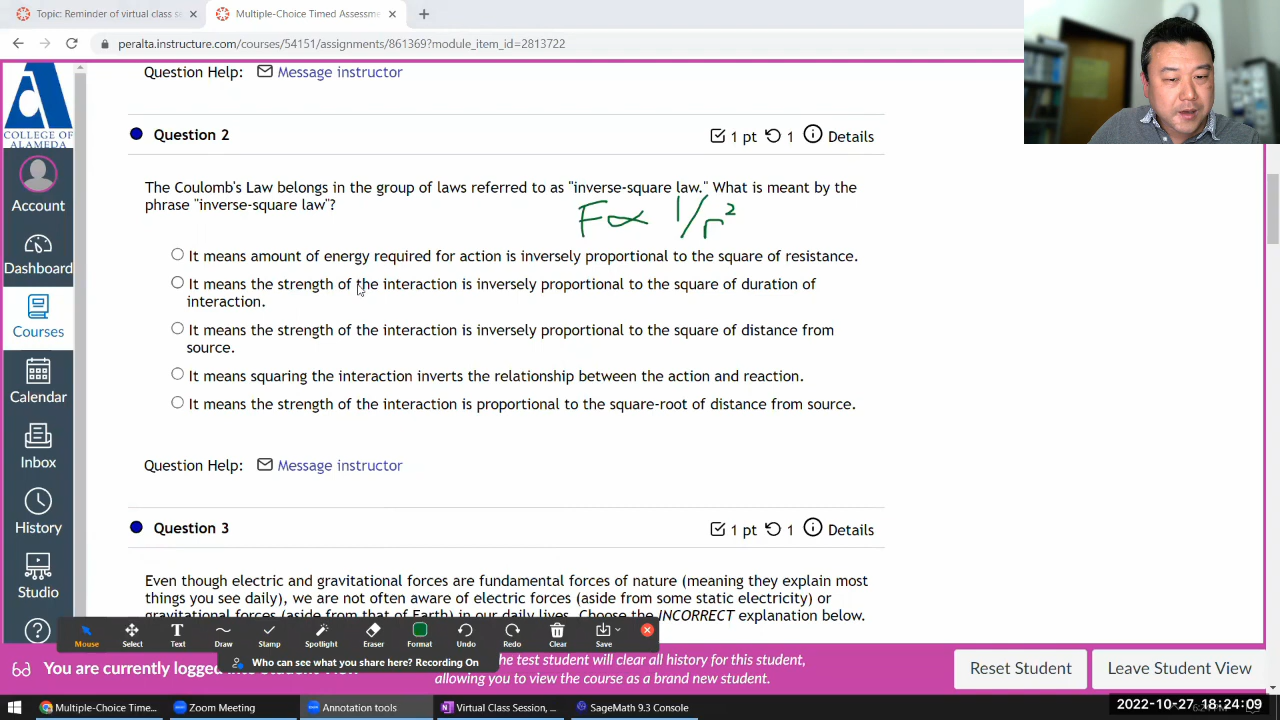 Topic: Reminder of virtual class se
Multiple-Choice Timed Assessme
peralta.instructure.com/courses/54151/assignments/861369?module_item_id=2813722
COLLEGE OF
ALAMEDA
Account
Dashboard
Courses
Calendar
Inbox
History
Studio
Question Help: Message instructor
Question 2
1 pt 1 Details
The Coulomb's Law belongs in the group of laws referred to as "inverse-square law." What is meant by the
phrase "inverse-square law"?
F∝ 1/r²
It means amount of energy required for action is inversely proportional to the square of resistance.
It means the strength of the interaction is inversely proportional to the square of duration of
interaction.
It means the strength of the interaction is inversely proportional to the square of distance from
source.
It means squaring the interaction inverts the relationship between the action and reaction.
It means the strength of the interaction is proportional to the square-root of distance from source.
Question Help: Message instructor
Question 3
1 pt 1 Details
Even though electric and gravitational forces are fundamental forces of nature (meaning they explain most
things you see daily), we are not often aware of electric forces (aside from some static electricity) or
gravitational forces (aside from that of Earth) in our daily lives. Choose the INCORRECT explanation below.
Mouse Select Text Draw Stamp Spotlight Eraser Format Undo Redo Clear Save
Who can see what you share here? Recording On
You are currently logged into Student View
the test student will clear all history for this student,
allowing you to view the course as a brand new student.
Reset Student
Leave Student View
Multiple-Choice Time...
Zoom Meeting
Annotation tools
Virtual Class Session, ...
SageMath 9.3 Console
2022-10-27 18:24:09